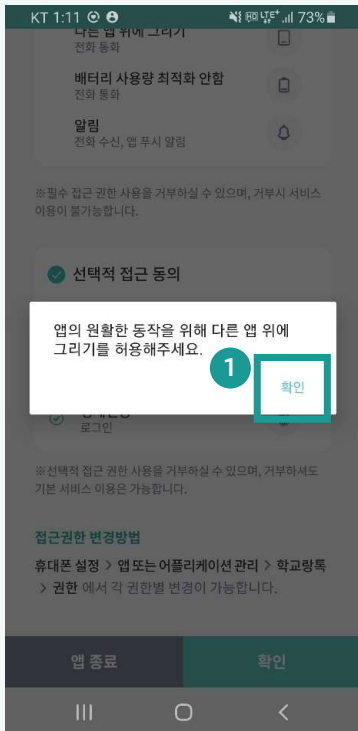 KT 1:11 73%
다른 앱 위에 그리기
전화 통화
배터리 사용량 최적화 안함
전화 통화
알림
전화 수신, 앱 푸시 알림
※필수 접근 권한 사용을 거부하실 수 있으며, 거부시 서비스
이용이 불가능합니다.
선택적 접근 동의
앱의 원활한 동작을 위해 다른 앱 위에
그리기를 허용해주세요.
1
확인
로그인
※선택적 접근 권한 사용을 거부하실 수 있으며, 거부하셔도
기본 서비스 이용은 가능합니다.
접근권한 변경방법
휴대폰 설정 > 앱 또는 어플리케이션 관리 > 학교랑톡
> 권한 에서 각 권한별 변경이 가능합니다.
앱 종료 확인